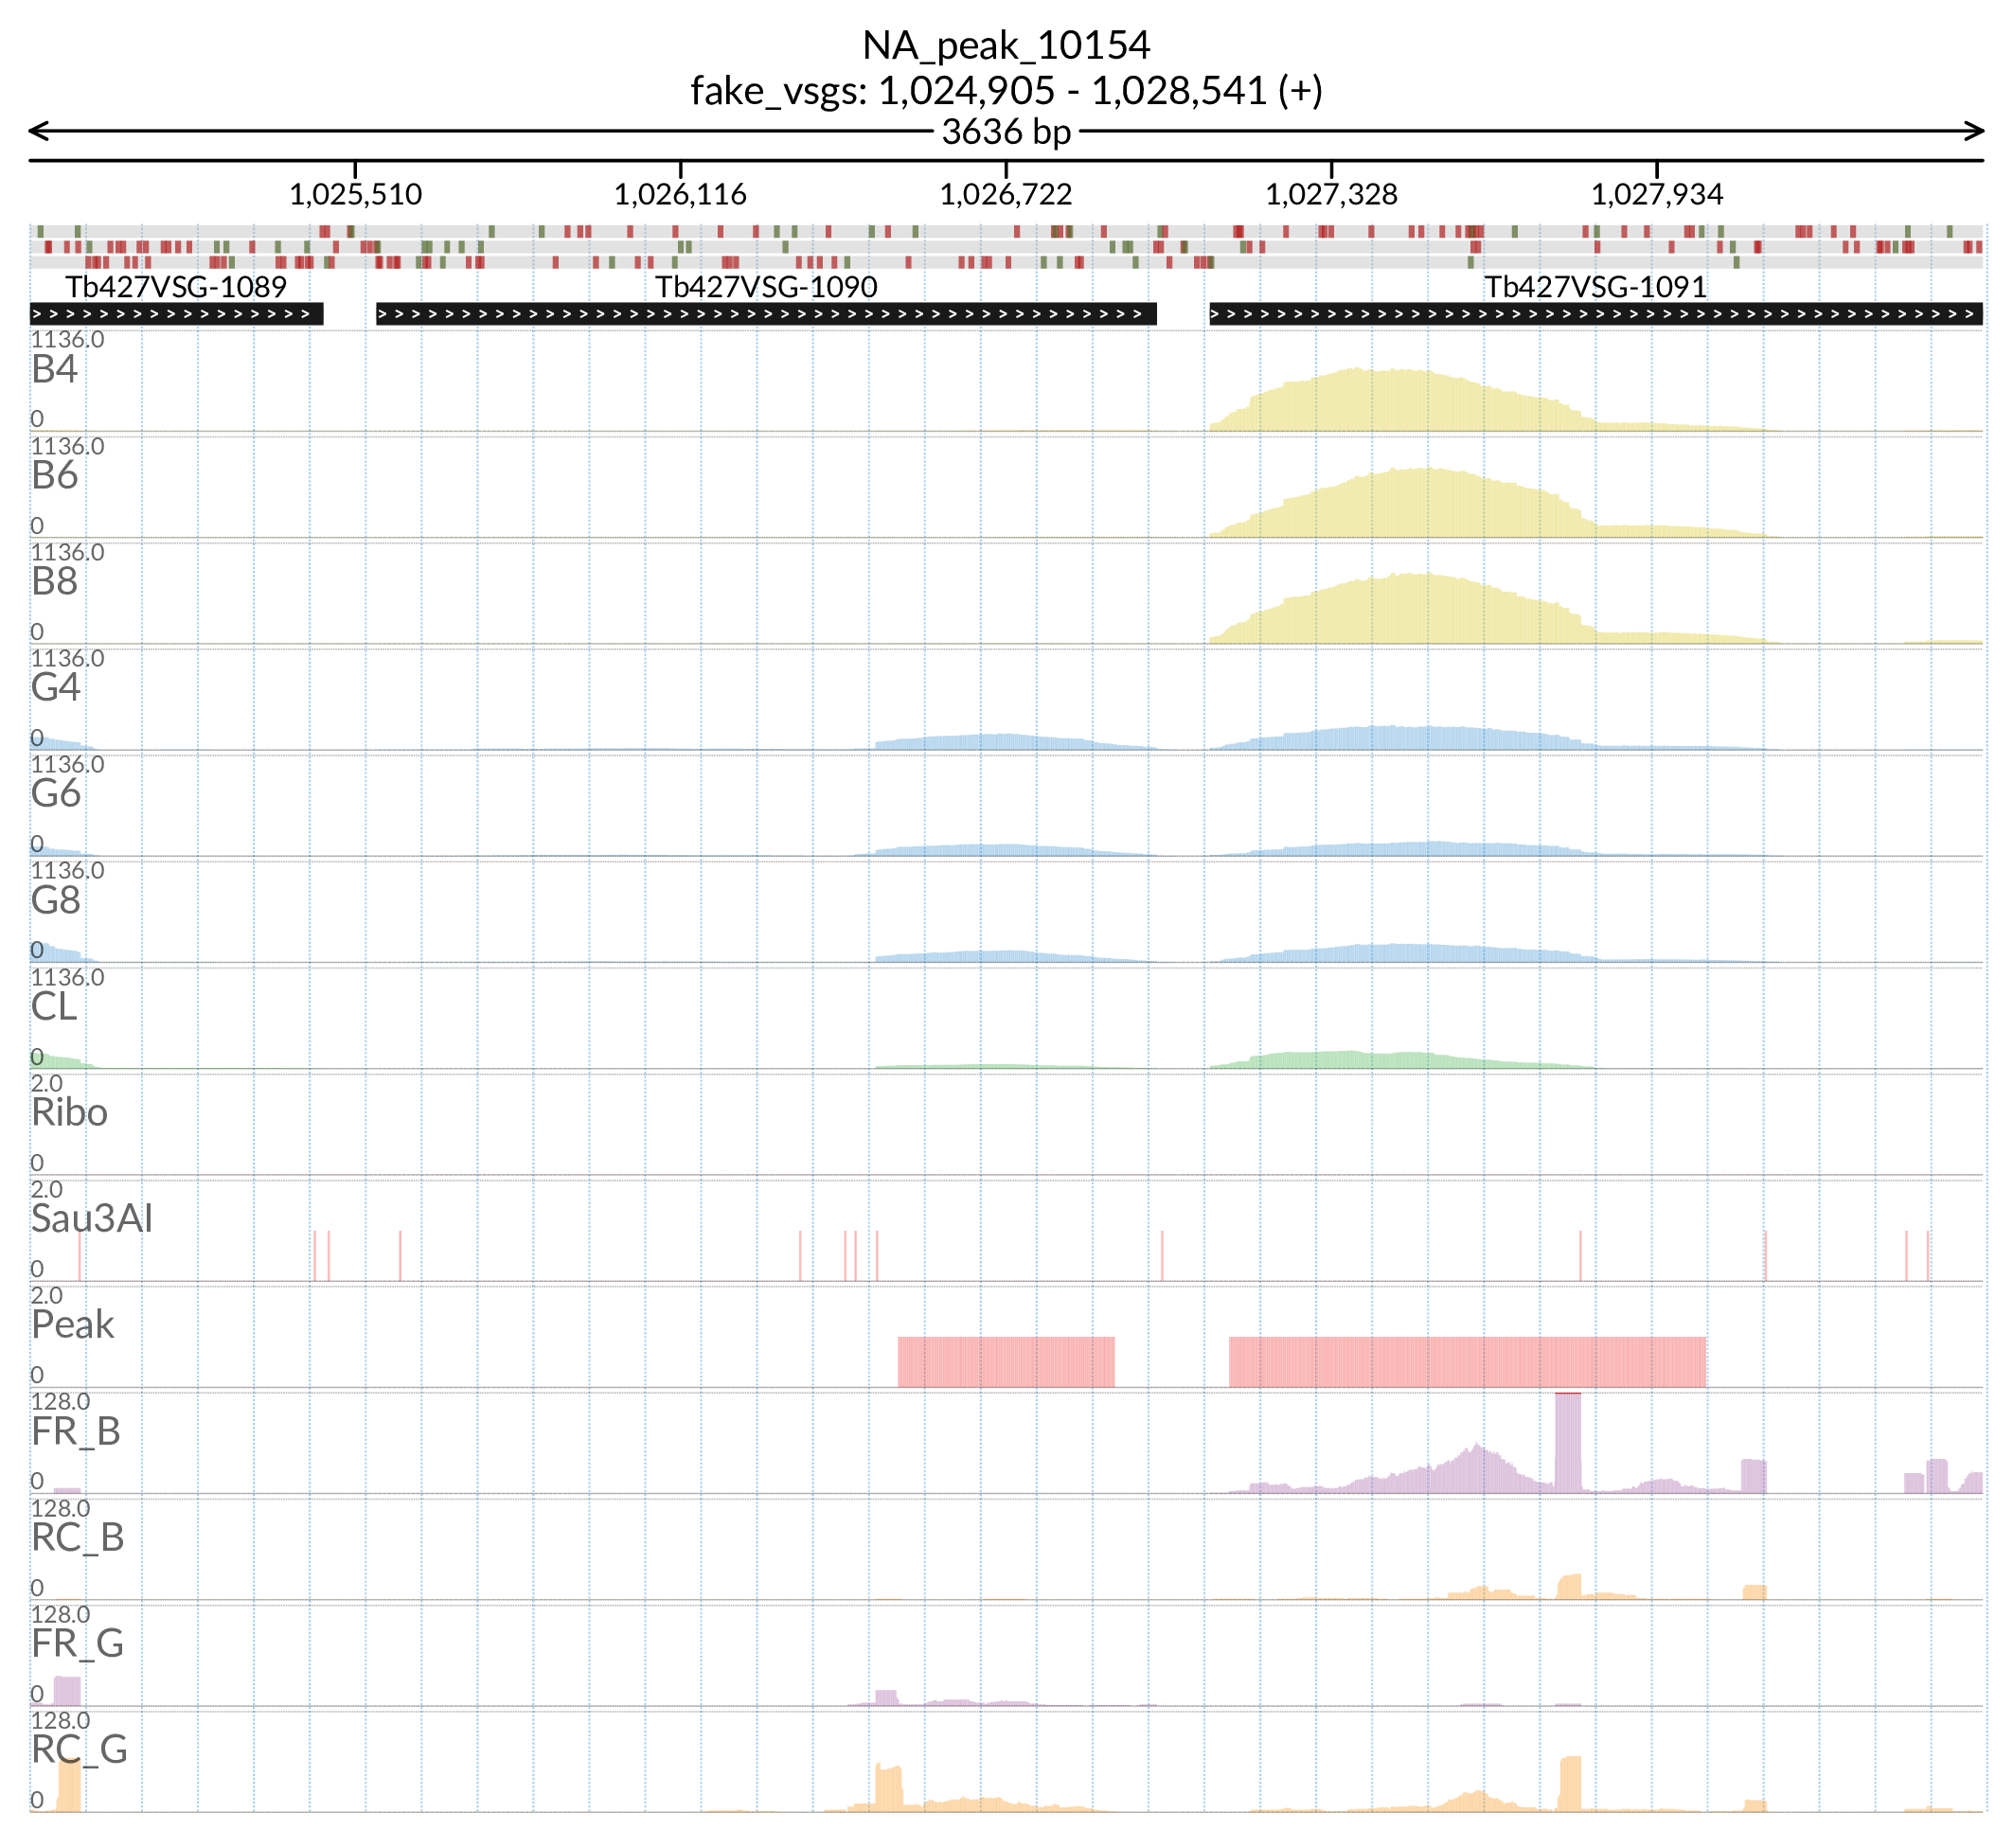 NA_peak_10154
fake_vsgs: 1,024,905 - 1,028,541 (+)
3636 bp
1,025,510 1,026,116 1,026,722 1,027,328 1,027,934
Tb427VSG-1089 Tb427VSG-1090 Tb427VSG-1091
1136.0
B4
0
1136.0
B6
0
1136.0
B8
0
1136.0
G4
0
1136.0
G6
0
1136.0
G8
0
1136.0
CL
0
2.0
Ribo
0
2.0
Sau3AI
0
2.0
Peak
0
128.0
FR_B
0
128.0
RC_B
0
128.0
FR_G
0
128.0
RC_G
0